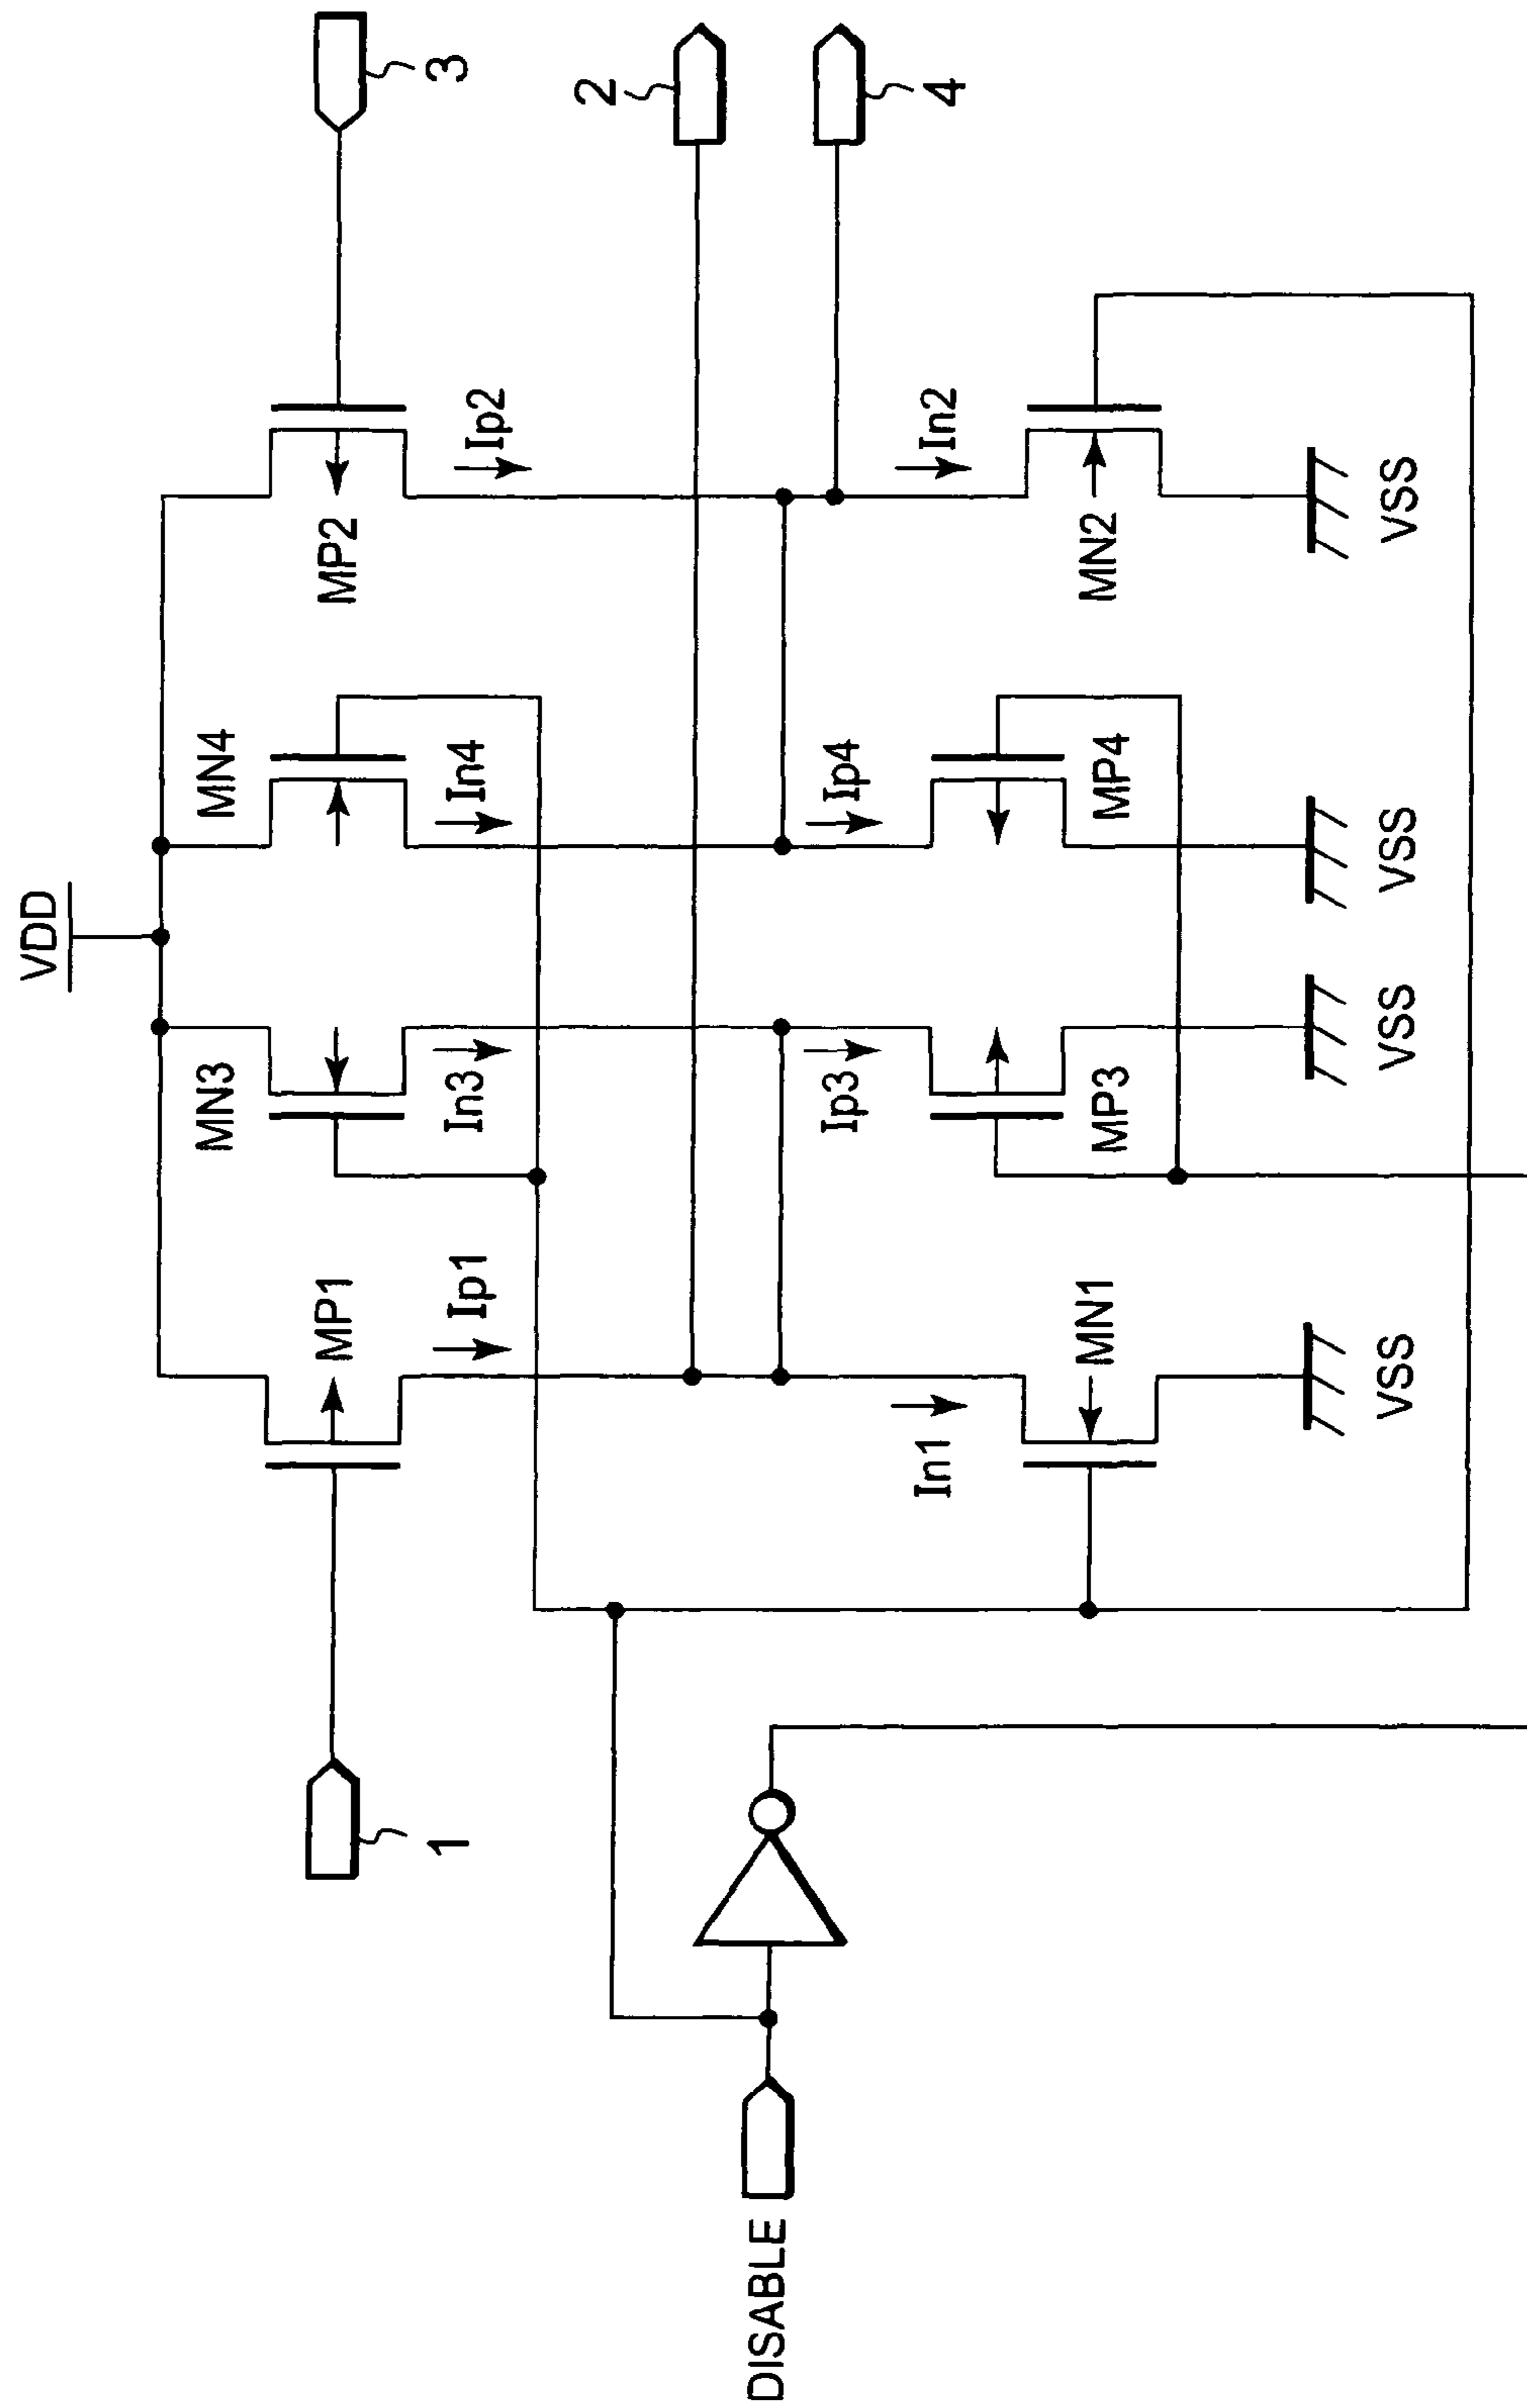 VDD
MN3
MN4
1
MP1
MP2
3
Ip1
In3
In4
Ip2
2
DISABLE
Ip3
Ip4
4
In1
In2
MN1
MP3
MP4
MN2
VSS
VSS
VSS
VSS